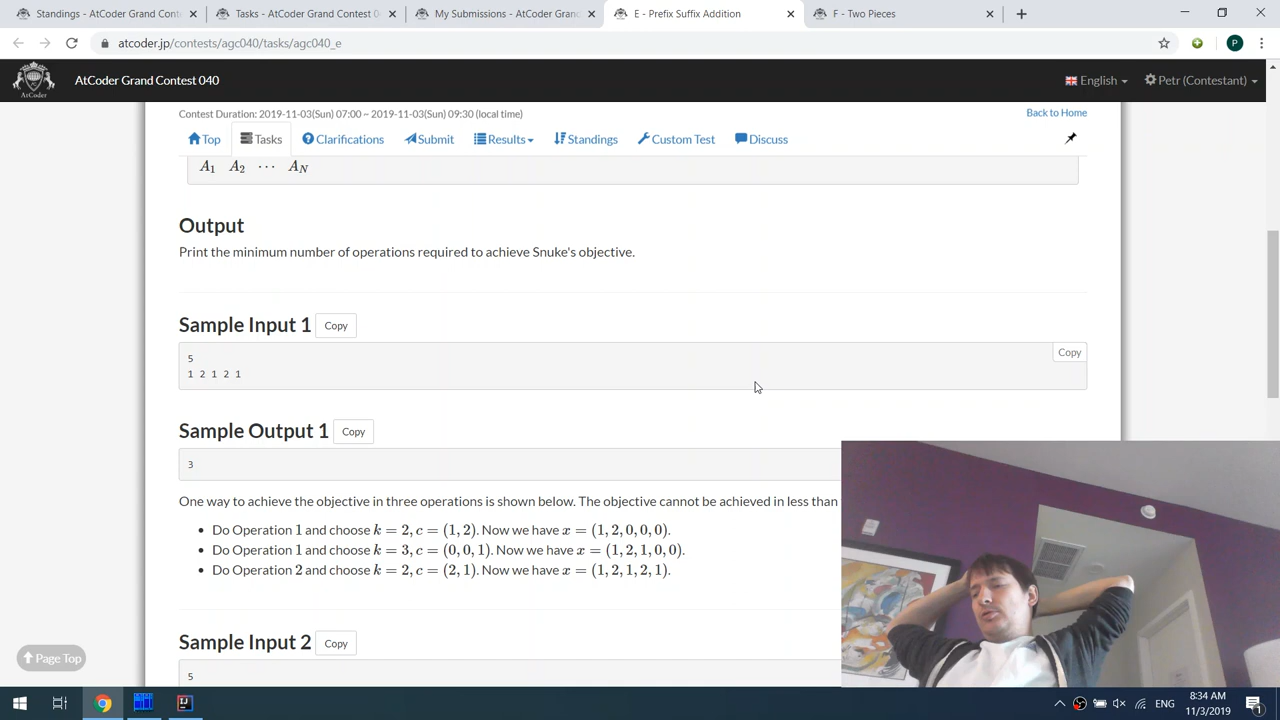 Standings - AtCoder Grand Cont
Tasks - AtCoder Grand Contest 0
My Submissions - AtCoder Grand
E - Prefix Suffix Addition
F - Two Pieces
atcoder.jp/contests/agc040/tasks/agc040_e
P
AtCoder
AtCoder Grand Contest 040
English
Petr (Contestant)
Contest Duration: 2019-11-03(Sun) 07:00 ~ 2019-11-03(Sun) 09:30 (local time)
Back to Home
Top
Tasks
Clarifications
Submit
Results
Standings
Custom Test
Discuss
A1 A2 ⋯ AN
Output
Print the minimum number of operations required to achieve Snuke's objective.
Sample Input 1
Copy
Copy
5
1 2 1 2 1
Sample Output 1
Copy
3
One way to achieve the objective in three operations is shown below. The objective cannot be achieved in less than
• Do Operation 1 and choose k = 2, c = (1, 2). Now we have x = (1, 2, 0, 0, 0).
• Do Operation 1 and choose k = 3, c = (0, 0, 1). Now we have x = (1, 2, 1, 0, 0).
• Do Operation 2 and choose k = 2, c = (2, 1). Now we have x = (1, 2, 1, 2, 1).
Sample Input 2
Copy
5
Page Top
ENG
8:34 AM
11/3/2019
1